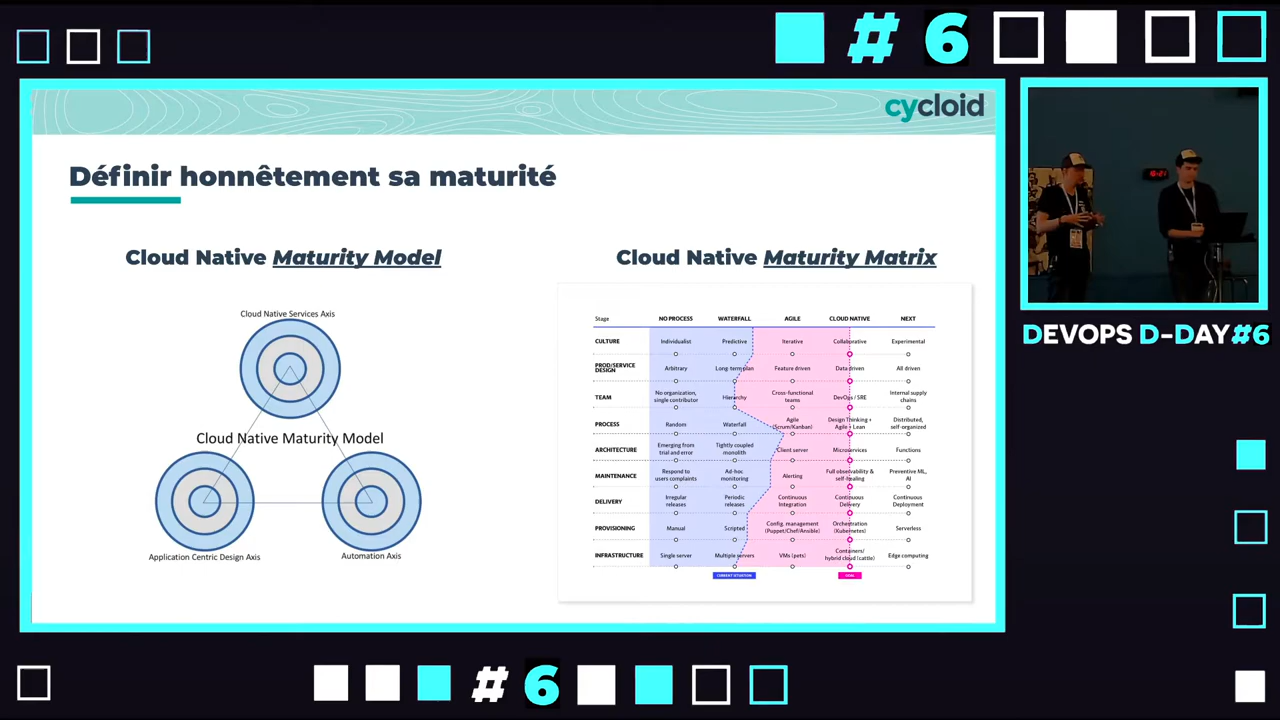 # 6
cycloid
Définir honnêtement sa maturité
Cloud Native Maturity Model
Cloud Native Services Axis
Cloud Native Maturity Model
Application Centric Design Axis
Automation Axis
Cloud Native Maturity Matrix
Stage NO PROCESS WATERFALL AGILE CLOUD NATIVE NEXT
CULTURE Individualist Predictive Iterative Collaborative Experimental
PROD/SERVICE DESIGN Arbitrary Long-term plan Feature driven Data driven All driven
TEAM No organization, single contributor Hierarchy Cross-functional teams DevOps / SRE Internal supply chains
PROCESS Random Waterfall Agile (Scrum/Kanban) Design Thinking + Agile + Lean Distributed, self-organized
ARCHITECTURE Emerging from trial and error Tightly coupled monolith Client server Microservices Functions
MAINTENANCE Respond to users complaints Ad-hoc monitoring Alerting Full observability & self-healing Preventive ML, AI
DELIVERY Irregular releases Periodic releases Continuous Integration Continuous Delivery Continuous Deployment
PROVISIONING Manual Scripted Config. management (Puppet/Chef/Ansible) Orchestration (Kubernetes) Serverless
INFRASTRUCTURE Single server Multiple servers VMs (pets) Containers/ hybrid cloud (cattle) Edge computing
CURRENT SITUATION GOAL
DEVOPS D-DAY#6
# 6